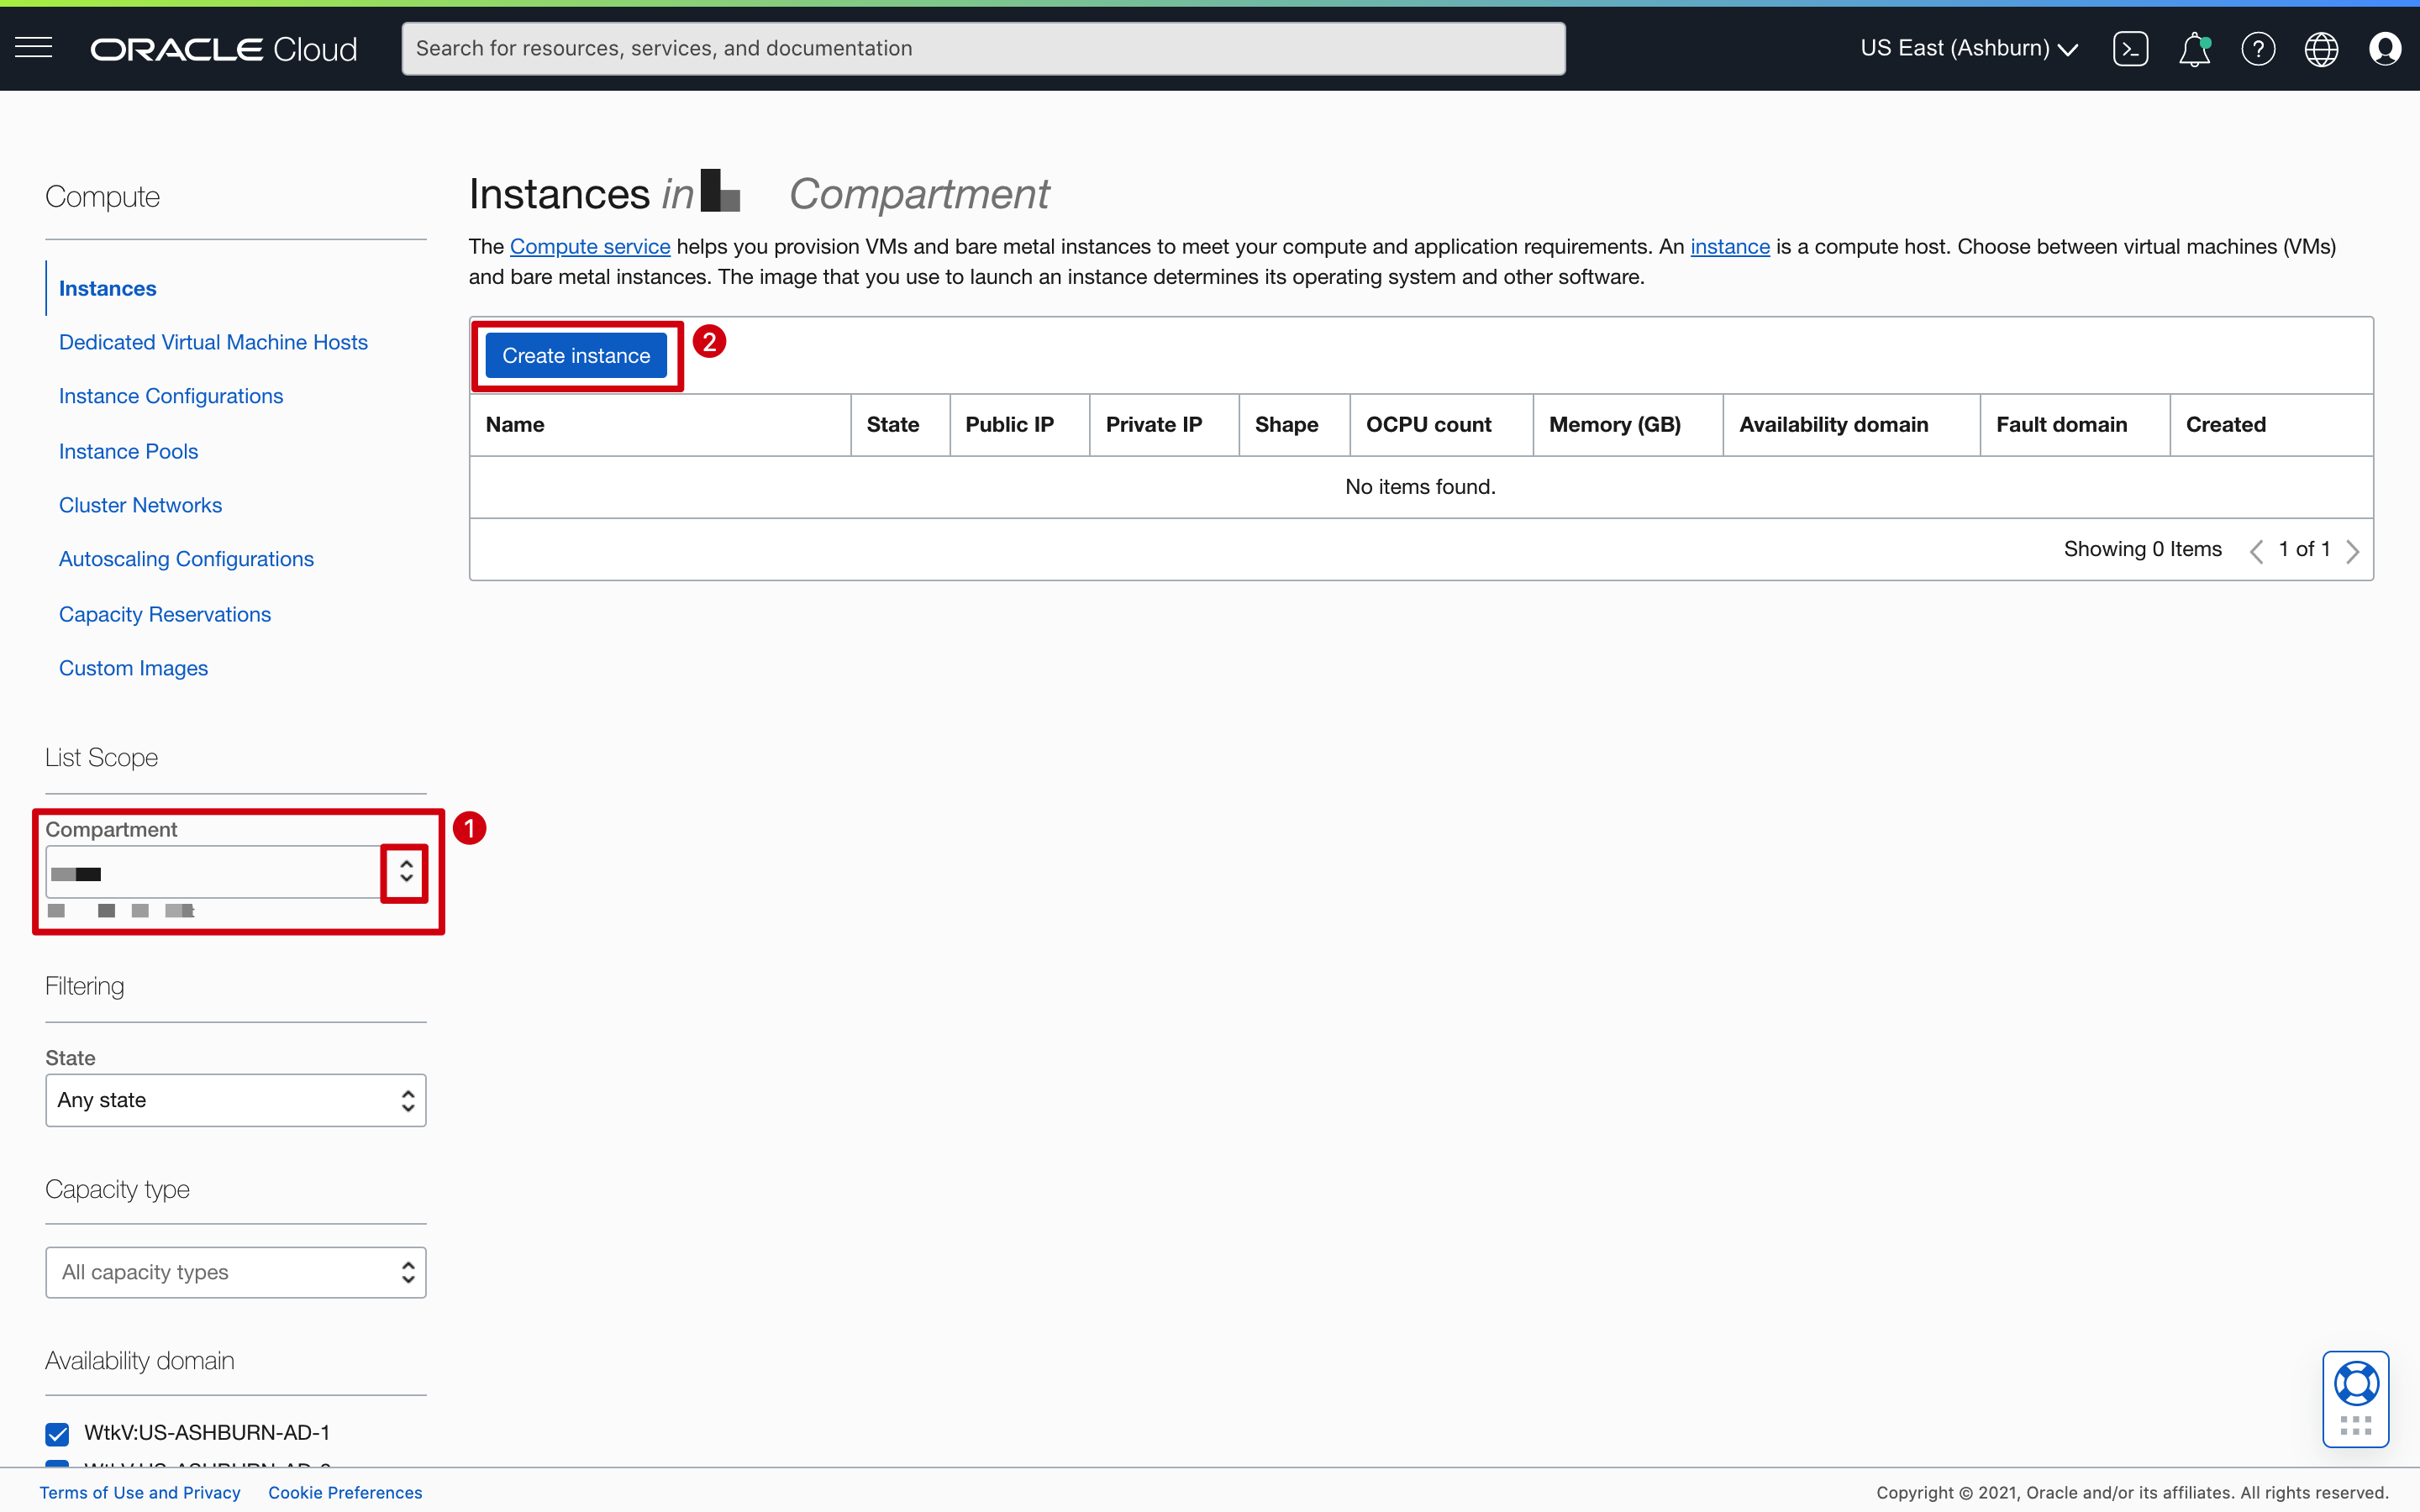 ORACLE Cloud
Search for resources, services, and documentation
US East (Ashburn)
Compute
Instances
Dedicated Virtual Machine Hosts
Instance Configurations
Instance Pools
Cluster Networks
Autoscaling Configurations
Capacity Reservations
Custom Images
List Scope
Compartment
1
Filtering
State
Any state
Capacity type
All capacity types
Availability domain
WtkV:US-ASHBURN-AD-1
Instances in Compartment
The Compute service helps you provision VMs and bare metal instances to meet your compute and application requirements. An instance is a compute host. Choose between virtual machines (VMs)
and bare metal instances. The image that you use to launch an instance determines its operating system and other software.
Create instance
2
Name State Public IP Private IP Shape OCPU count Memory (GB) Availability domain Fault domain Created
No items found.
Showing 0 Items 1 of 1
Terms of Use and Privacy Cookie Preferences
Copyright © 2021, Oracle and/or its affiliates. All rights reserved.